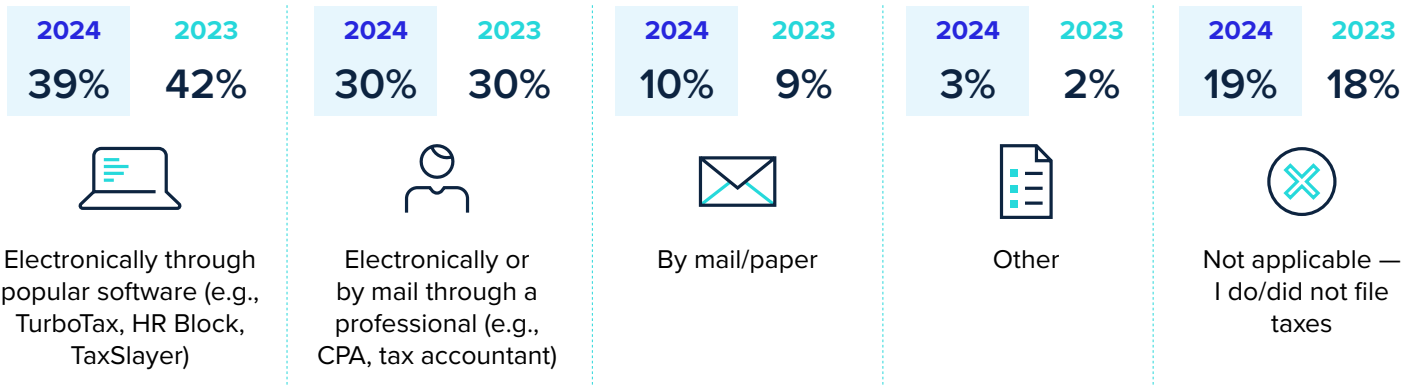 2024 2023
39% 42%
Electronically through
popular software (e.g.,
TurboTax, HR Block,
TaxSlayer)
2024 2023
30% 30%
Electronically or
by mail through a
professional (e.g.,
CPA, tax accountant)
2024 2023
10% 9%
By mail/paper
2024 2023
3% 2%
Other
2024 2023
19% 18%
Not applicable —
I do/did not file
taxes